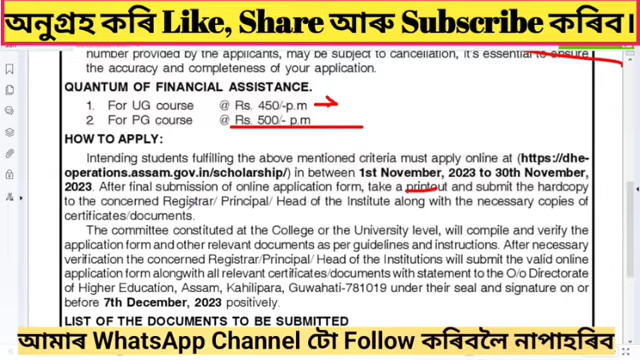 অনুগ্ৰহ কৰি Like, Share আৰু Subscribe কৰিব।
number provided by the applicants, may be subject to cancellation, it's essential to ensure
the accuracy and completeness of your application.
QUANTUM OF FINANCIAL ASSISTANCE.
1. For UG course @ Rs. 450/-p.m
2. For PG course @ Rs. 500/- p.m
HOW TO APPLY:
Intending students fulfilling the above mentioned criteria must apply online at (https://dhe-
operations.assam.gov.in/scholarship/) in between 1st November, 2023 to 30th November,
2023. After final submission of online application form, take a printout and submit the hardcopy
to the concerned Registrar/ Principal/ Head of the Institute along with the necessary copies of
certificates/documents.
The committee constituted at the College or the University level, will compile and verify the
application form and other relevant documents as per guidelines and instructions. After necessary
verification the concerned Registrar/Principal/ Head of the Institutions will submit the valid online
application form alongwith all relevant certificates/documents with statement to the O/o Directorate
of Higher Education, Assam, Kahilipara, Guwahati-781019 under their seal and signature on or
before 7th December, 2023 positively.
LIST OF THE DOCUMENTS TO BE SUBMITTED
আমাৰ WhatsApp Channel টো Follow কৰিবলৈ নাপাহৰিব